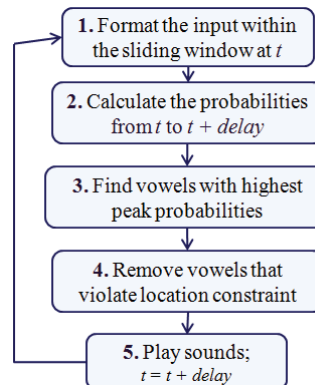 1. Format the input within
the sliding window at t
2. Calculate the probabilities
from t to t + delay
3. Find vowels with highest
peak probabilities
4. Remove vowels that
violate location constraint
5. Play sounds;
t = t + delay